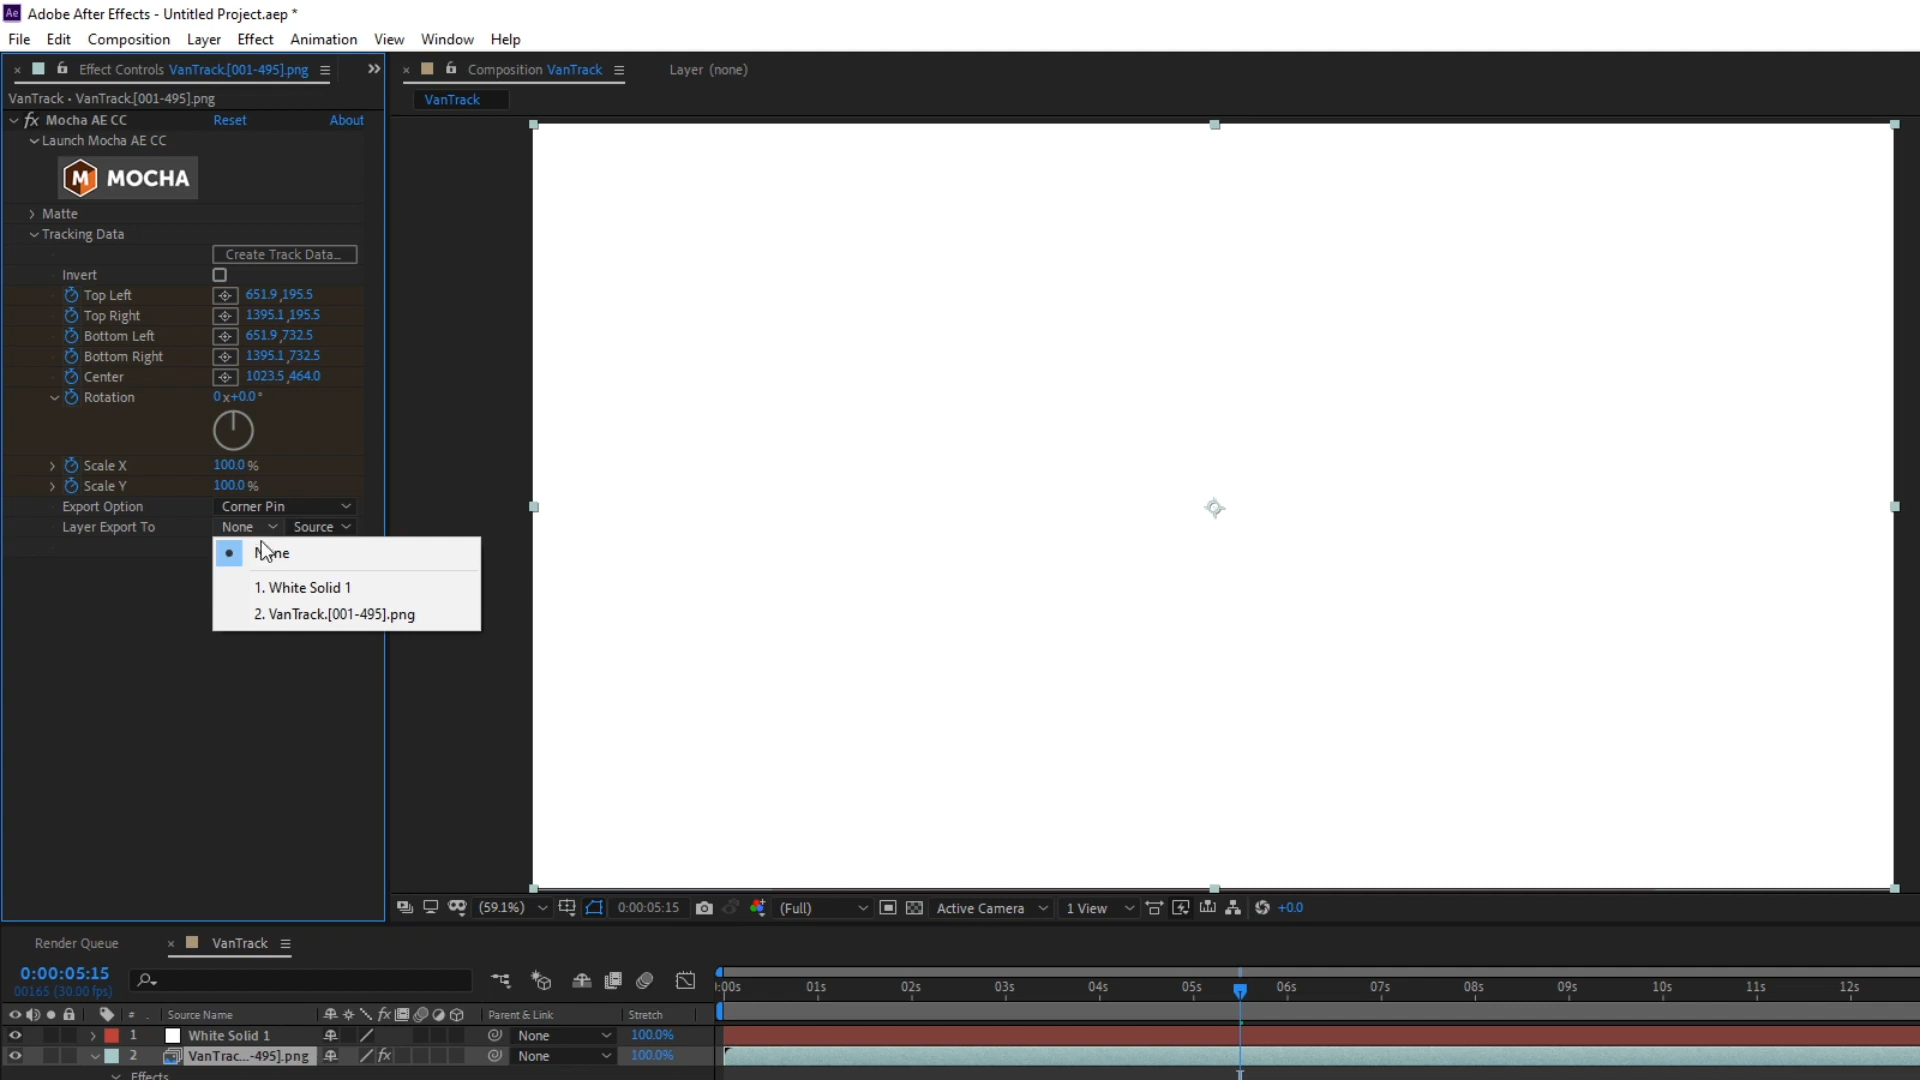 Ae Adobe After Effects - Untitled Project.aep *
File Edit Composition Layer Effect Animation View Window Help
× Effect Controls VanTrack.[001-495].png ☰ »
× Composition VanTrack ☰ Layer (none)
VanTrack • VanTrack.[001-495].png
VanTrack
fx Mocha AE CC Reset About
Launch Mocha AE CC
M MOCHA
Matte
Tracking Data
Create Track Data...
Invert
Top Left 651.9 ,195.5
Top Right 1395.1 ,195.5
Bottom Left 651.9 ,732.5
Bottom Right 1395.1 ,732.5
Center 1023.5 ,464.0
Rotation 0 x+0.0 °
Scale X 100.0 %
Scale Y 100.0 %
Export Option Corner Pin
Layer Export To None Source
None
1. White Solid 1
2. VanTrack.[001-495].png
(59.1%) 0:00:05:15 (Full) Active Camera 1 View +0.0
Render Queue × VanTrack ☰
0:00:05:15
00165 (30.00 fps)
:00s 01s 02s 03s 04s 05s 06s 07s 08s 09s 10s 11s 12s
# Source Name fx Parent & Link Stretch
1 White Solid 1 None 100.0%
2 VanTrac...-495].png fx None 100.0%
Effects